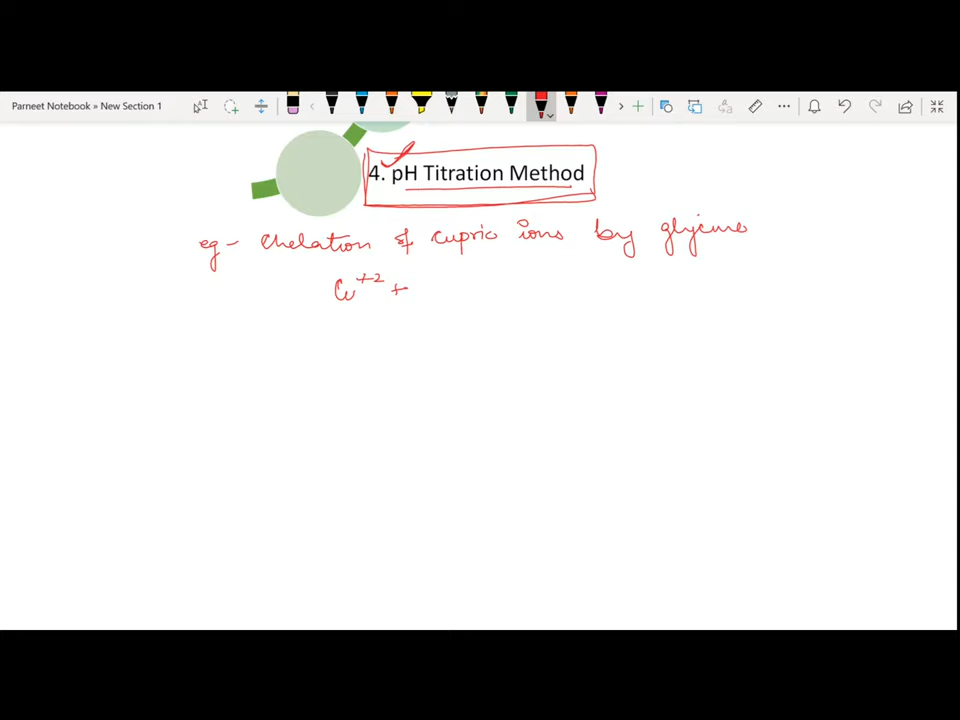 Parneet Notebook » New Section 1
4. pH Titration Method
eg - Chelation of cupric ions by glycine
Cu+2 +